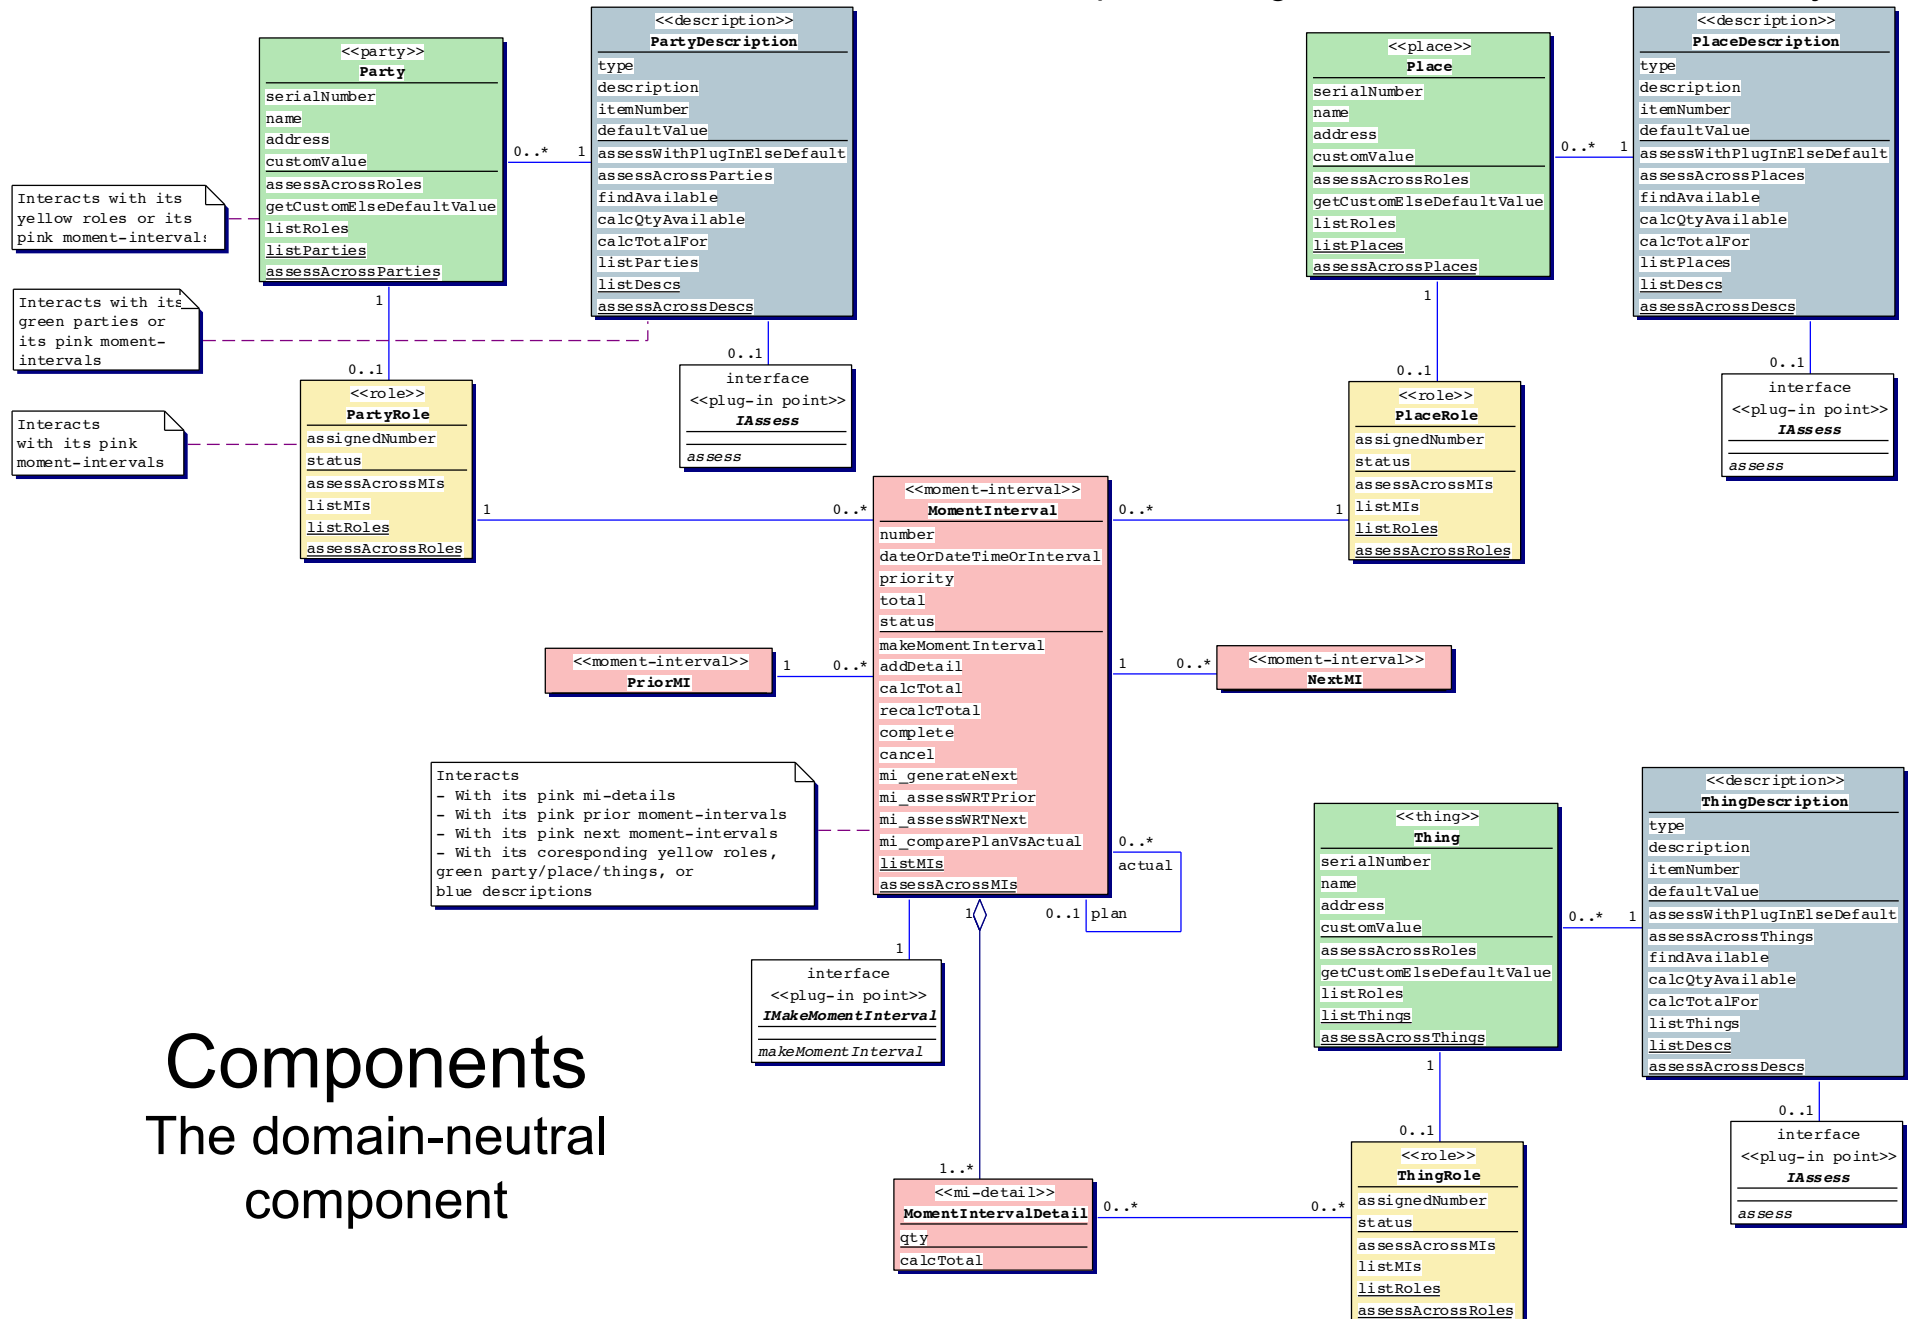 <<party>>
Party
serialNumber
name
address
customValue
assessAcrossRoles
getCustomElseDefaultValue
listRoles
listParties
assessAcrossParties
<<description>>
PartyDescription
type
description
itemNumber
defaultValue
assessWithPlugInElseDefault
assessAcrossParties
findAvailable
calcQtyAvailable
calcTotalFor
listParties
listDescs
assessAcrossDescs
0..* 1
Interacts with its
yellow roles or its
pink moment-intervals
Interacts with its
green parties or
its pink moment-
intervals
Interacts
with its pink
moment-intervals
1
0..1
<<role>>
PartyRole
assignedNumber
status
assessAcrossMIs
listMIs
listRoles
assessAcrossRoles
0..1
interface
<<plug-in point>>
IAssess
assess
1 0..*
<<place>>
Place
serialNumber
name
address
customValue
assessAcrossRoles
getCustomElseDefaultValue
listRoles
listPlaces
assessAcrossPlaces
<<description>>
PlaceDescription
type
description
itemNumber
defaultValue
assessWithPlugInElseDefault
assessAcrossPlaces
findAvailable
calcQtyAvailable
calcTotalFor
listPlaces
listDescs
assessAcrossDescs
0..* 1
1
0..1
<<role>>
PlaceRole
assignedNumber
status
assessAcrossMIs
listMIs
listRoles
assessAcrossRoles
0..1
interface
<<plug-in point>>
IAssess
assess
0..* 1
<<moment-interval>>
MomentInterval
number
dateOrDateTimeOrInterval
priority
total
status
makeMomentInterval
addDetail
calcTotal
recalcTotal
complete
cancel
mi_generateNext
mi_assessWRTPrior
mi_assessWRTNext
mi_comparePlanVsActual
listMIs
assessAcrossMIs
<<moment-interval>>
PriorMI
1 0..*
1 0..*
<<moment-interval>>
NextMI
Interacts
- With its pink mi-details
- With its pink prior moment-intervals
- With its pink next moment-intervals
- With its coresponding yellow roles,
green party/place/things, or
blue descriptions
0..*
actual
0..1 plan
1
1
interface
<<plug-in point>>
IMakeMomentInterval
makeMomentInterval
1..*
<<mi-detail>>
MomentIntervalDetail
qty
calcTotal
0..* 0..*
<<thing>>
Thing
serialNumber
name
address
customValue
assessAcrossRoles
getCustomElseDefaultValue
listRoles
listThings
assessAcrossThings
<<description>>
ThingDescription
type
description
itemNumber
defaultValue
assessWithPlugInElseDefault
assessAcrossThings
findAvailable
calcQtyAvailable
calcTotalFor
listThings
listDescs
assessAcrossDescs
0..* 1
1
0..1
<<role>>
ThingRole
assignedNumber
status
assessAcrossMIs
listMIs
listRoles
assessAcrossRoles
0..1
interface
<<plug-in point>>
IAssess
assess
Components
The domain-neutral
component